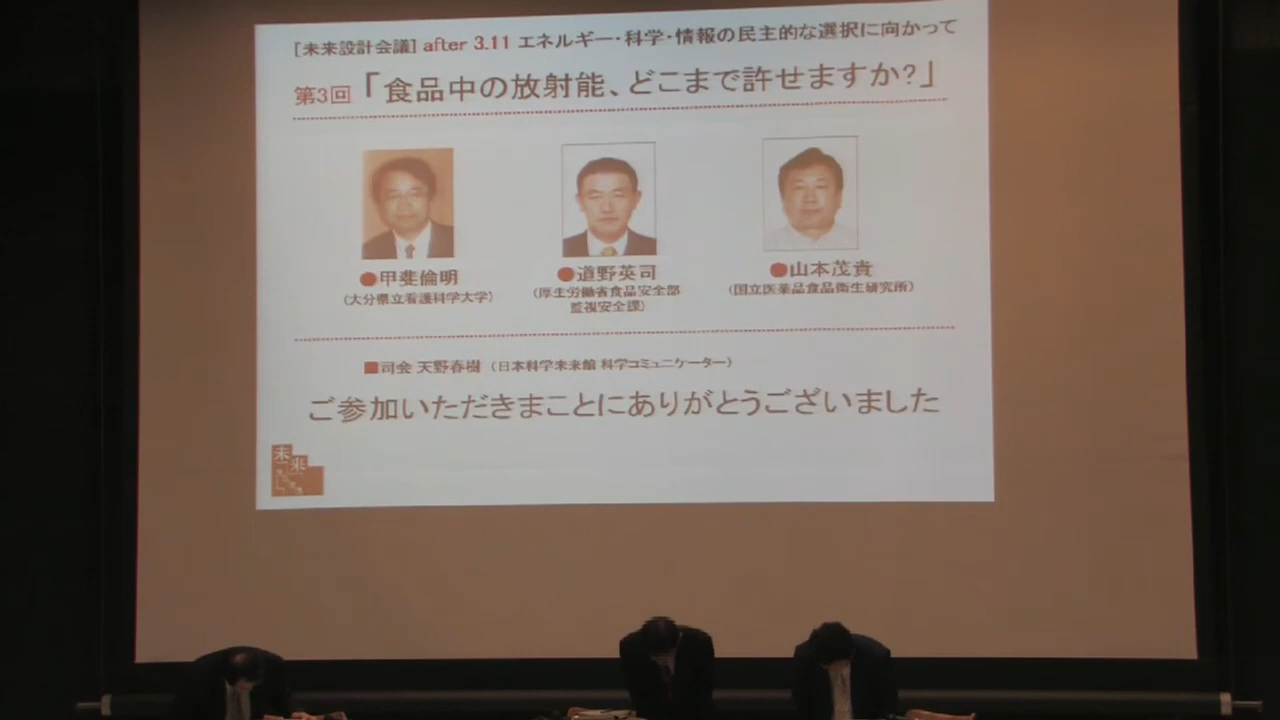 [未来設計会議] after 3.11 エネルギー・科学・情報の民主的な選択に向かって
第3回 「食品中の放射能、どこまで許せますか?」
●甲斐倫明
(大分県立看護科学大学)
●道野英司
(厚生労働省食品安全部
監視安全課)
●山本茂貴
(国立医薬品食品衛生研究所)
■司会 天野春樹 (日本科学未来館 科学コミュニケーター)
ご参加いただきまことにありがとうございました
未
来